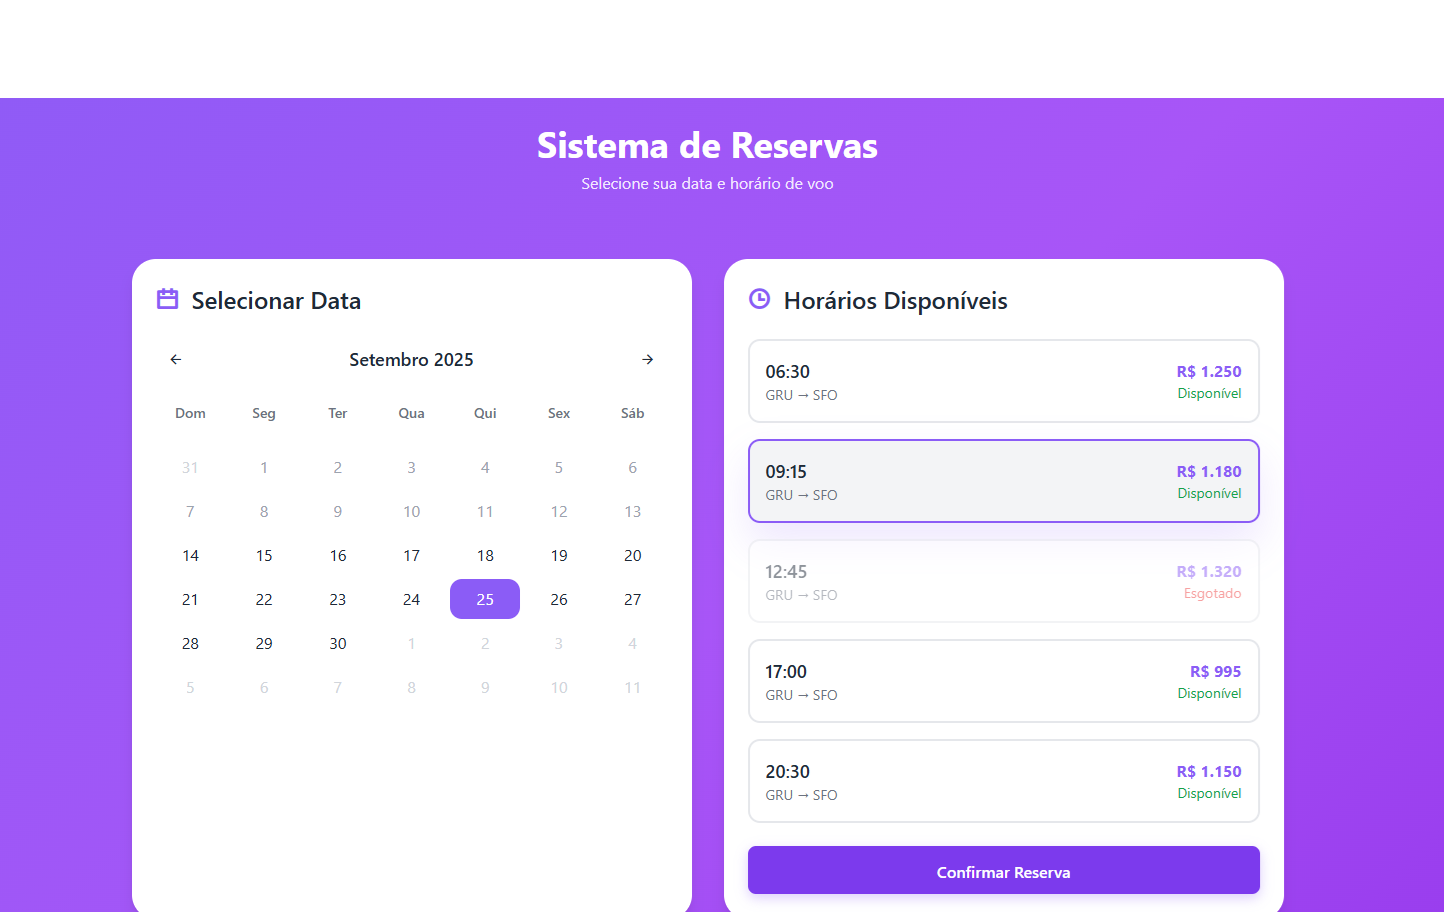 Sistema de Reservas
Selecione sua data e horário de voo
Selecionar Data
Setembro 2025
Dom Seg Ter Qua Qui Sex Sáb
31 1 2 3 4 5 6
7 8 9 10 11 12 13
14 15 16 17 18 19 20
21 22 23 24 25 26 27
28 29 30 1 2 3 4
5 6 7 8 9 10 11
Horários Disponíveis
06:30 R$ 1.250
GRU → SFO Disponível
09:15 R$ 1.180
GRU → SFO Disponível
12:45 R$ 1.320
GRU → SFO Esgotado
17:00 R$ 995
GRU → SFO Disponível
20:30 R$ 1.150
GRU → SFO Disponível
Confirmar Reserva